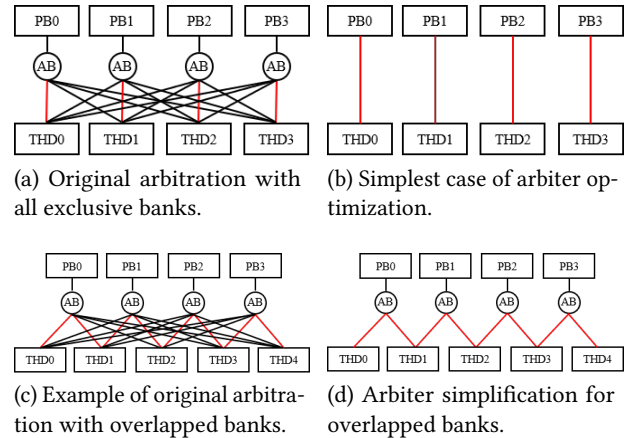 PB0 PB1 PB2 PB3
AB AB AB AB
THD0 THD1 THD2 THD3
(a) Original arbitration with
all exclusive banks.
PB0 PB1 PB2 PB3
THD0 THD1 THD2 THD3
(b) Simplest case of arbiter op-
timization.
PB0 PB1 PB2 PB3
AB AB AB AB
THD0 THD1 THD2 THD3 THD4
(c) Example of original arbitra-
tion with overlapped banks.
PB0 PB1 PB2 PB3
AB AB AB AB
THD0 THD1 THD2 THD3 THD4
(d) Arbiter simplification for
overlapped banks.